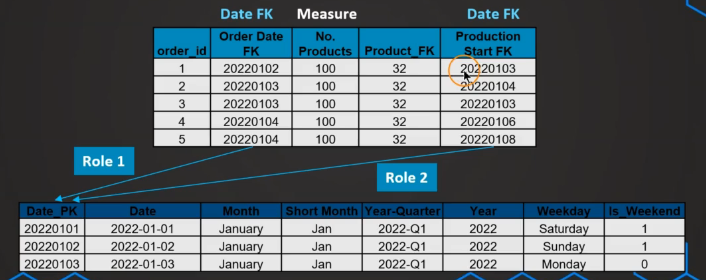 Date FK Measure Date FK
order_id Order Date FK No. Products Product_FK Production Start FK
1 20220102 100 32 20220103
2 20220103 100 32 20220104
3 20220103 100 32 20220103
4 20220104 100 32 20220106
5 20220104 100 32 20220108
Role 1
Role 2
Date_PK Date Month Short Month Year-Quarter Year Weekday Is_Weekend
20220101 2022-01-01 January Jan 2022-Q1 2022 Saturday 1
20220102 2022-01-02 January Jan 2022-Q1 2022 Sunday 1
20220103 2022-01-03 January Jan 2022-Q1 2022 Monday 0